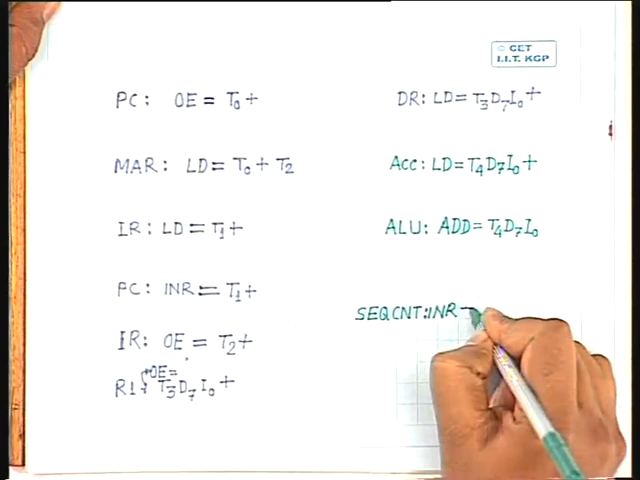 © CET
I.I.T. KGP
PC: OE = T₀+
MAR: LD = T₀ + T₂
IR: LD = T₁+
PC: INR = T₁+
IR: OE = T₂+
OE=
R1: T₃D₇I₀+
DR: LD = T₃D₇I₀+
ACC: LD = T₄D₇I₀+
ALU: ADD = T₄D₇I₀
SEQCNT: INR